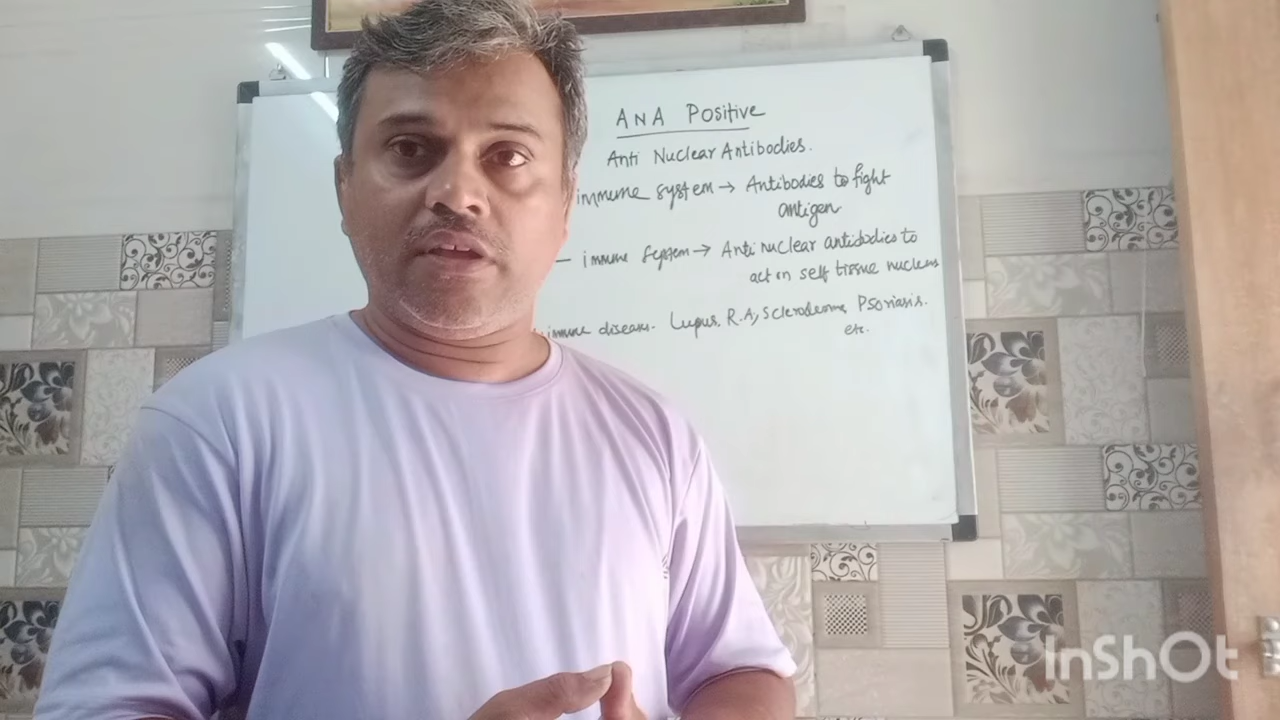 ANA Positive
Anti Nuclear Antibodies.
immune system → Antibodies to fight
antigen
— immune system → Anti nuclear antibodies to
act on self tissue nucleus
immune disease. Lupus, R.A, Scleroderma, Psoriasis.
etc.
InShOt